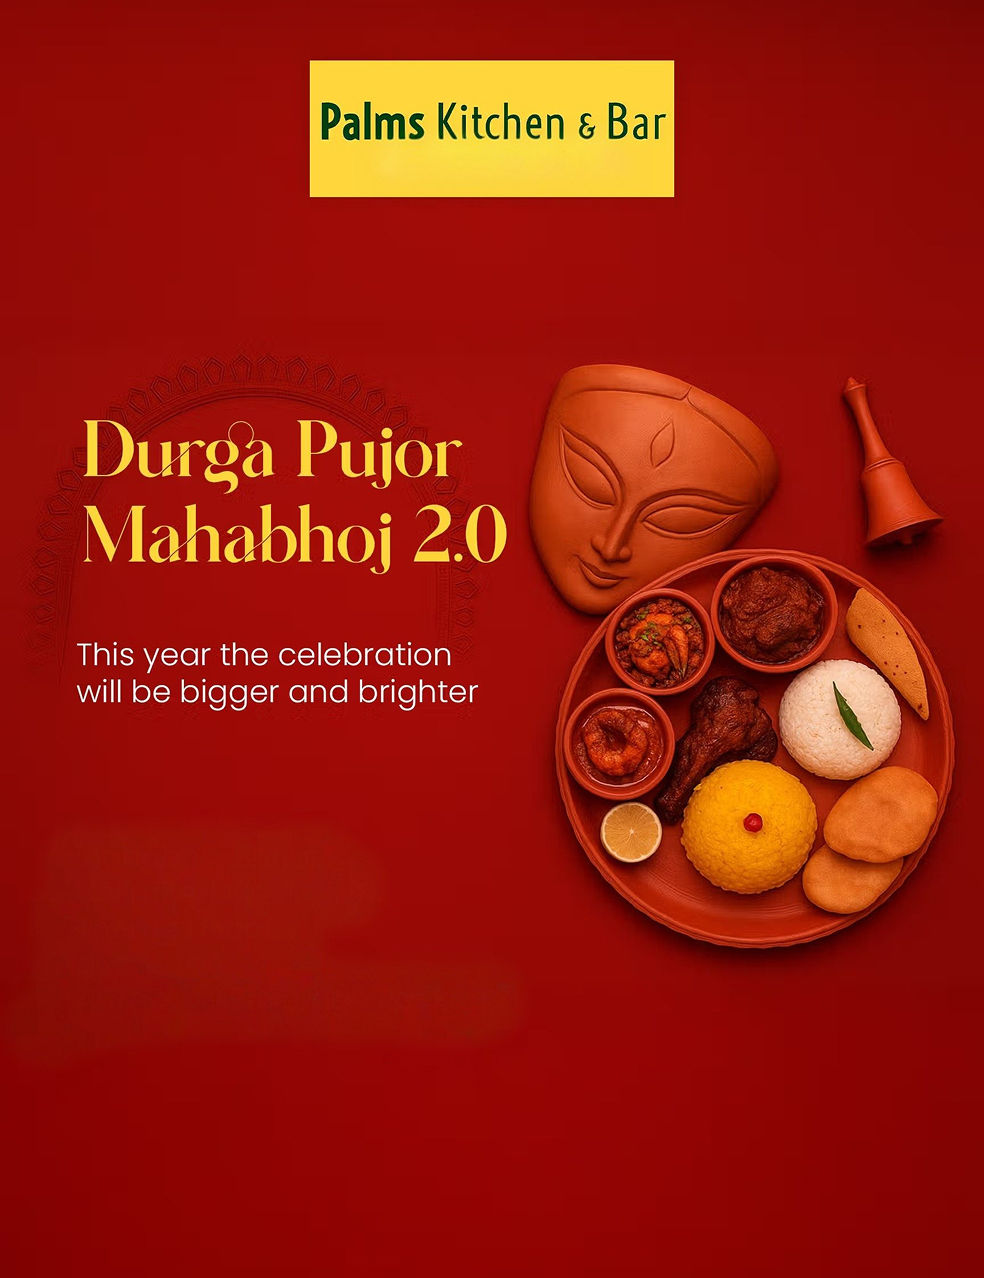 Palms Kitchen & Bar
Durga Pujor
Mahabhoj 2.0
This year the celebration
will be bigger and brighter